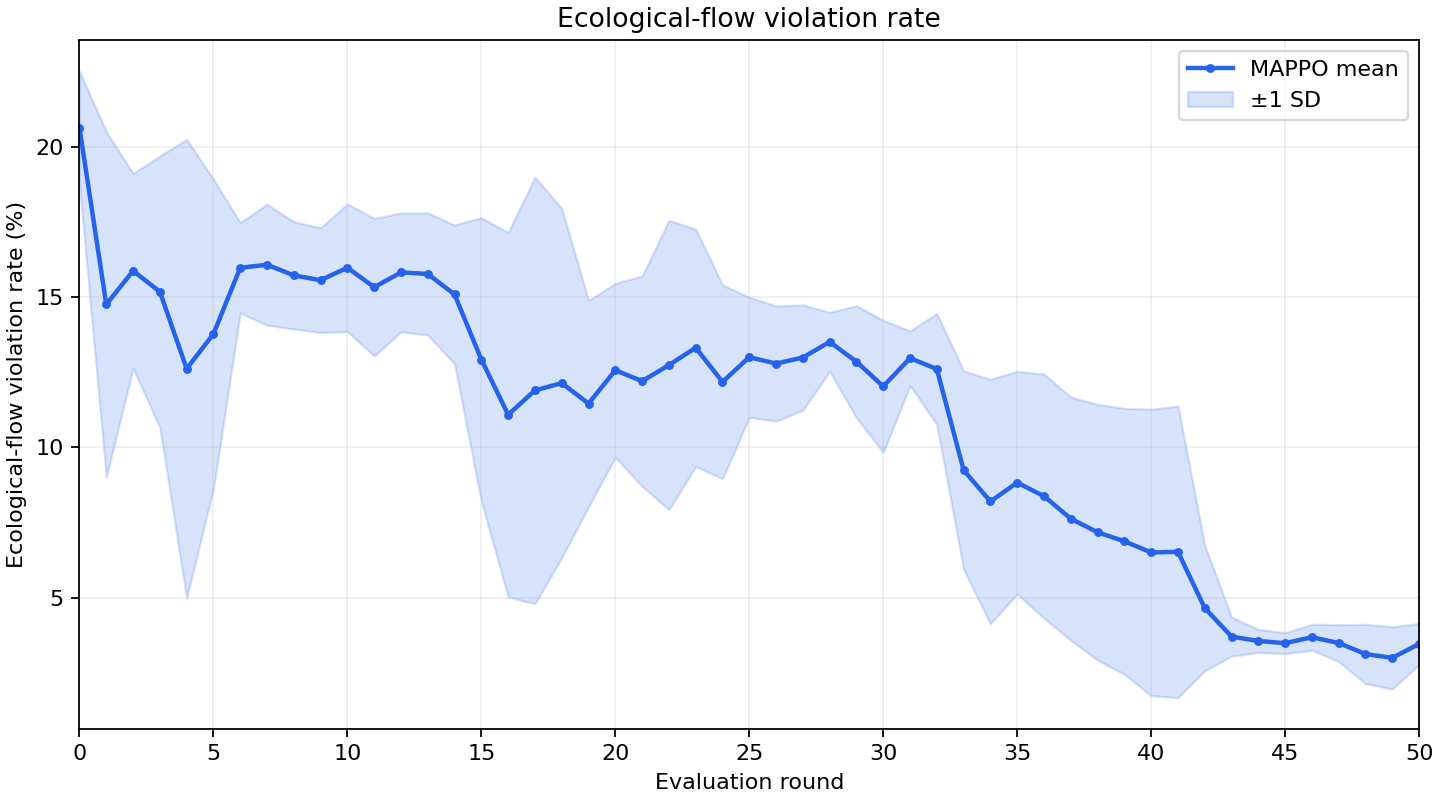 Ecological-flow violation rate
MAPPO mean
±1 SD
Ecological-flow violation rate (%)
20
15
10
5
0 5 10 15 20 25 30 35 40 45 50
Evaluation round